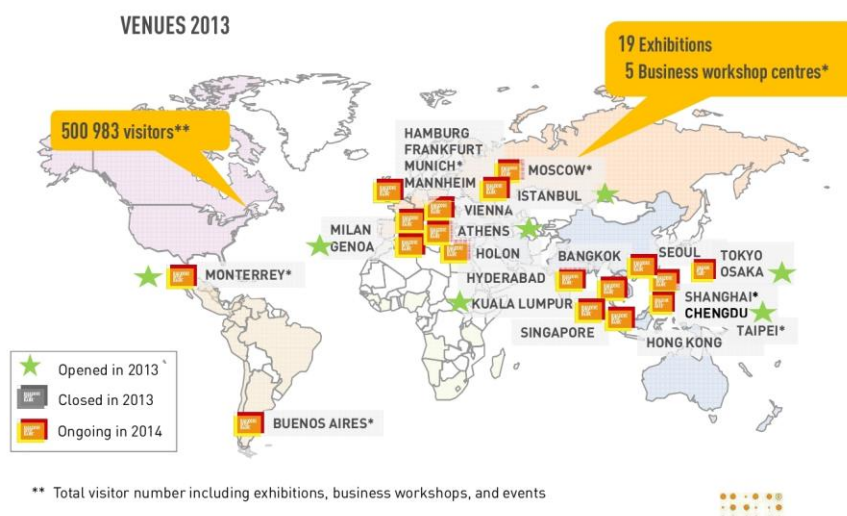 VENUES 2013
19 Exhibitions
5 Business workshop centres*
500 983 visitors**
HAMBURG
FRANKFURT
MUNICH*
MANNHEIM
MOSCOW*
ISTANBUL
VIENNA
MILAN
GENOA
ATHENS
HOLON
BANGKOK
SEOUL
TOKYO
OSAKA
MONTERREY*
HYDERABAD
KUALA LUMPUR
SHANGHAI*
CHENGDU
SINGAPORE
TAIPEI*
HONG KONG
Opened in 2013
Closed in 2013
Ongoing in 2014
BUENOS AIRES*
** Total visitor number including exhibitions, business workshops, and events